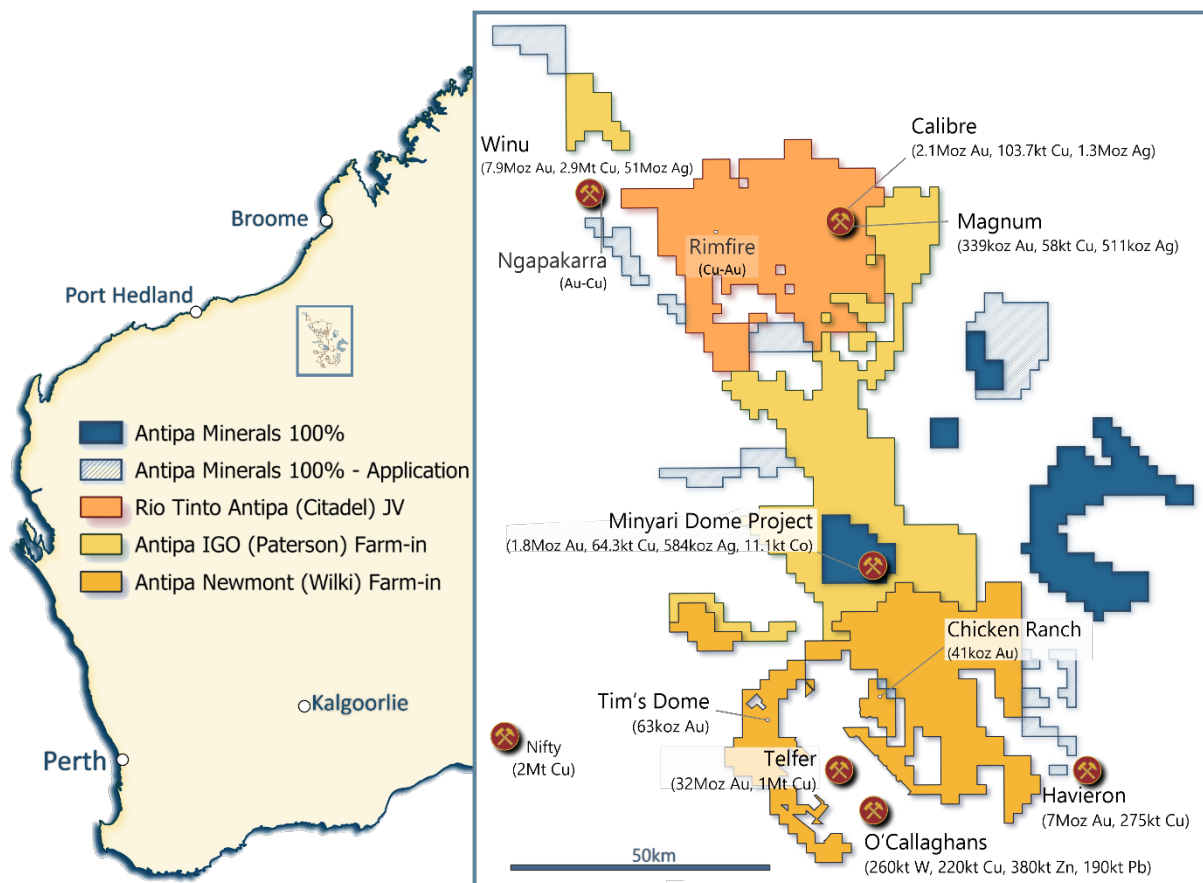 Broome
Port Hedland
Antipa Minerals 100%
Antipa Minerals 100% - Application
Rio Tinto Antipa (Citadel) JV
Antipa IGO (Paterson) Farm-in
Antipa Newmont (Wilki) Farm-in
Kalgoorlie
Perth
Winu
(7.9Moz Au, 2.9Mt Cu, 51Moz Ag)
Calibre
(2.1Moz Au, 103.7kt Cu, 1.3Moz Ag)
Magnum
(339koz Au, 58kt Cu, 511koz Ag)
Rimfire
(Cu-Au)
Ngapakarra
(Au-Cu)
Minyari Dome Project
(1.8Moz Au, 64.3kt Cu, 584koz Ag, 11.1kt Co)
Chicken Ranch
(41koz Au)
Tim's Dome
(63koz Au)
Nifty
(2Mt Cu)
Telfer
(32Moz Au, 1Mt Cu)
Havieron
(7Moz Au, 275kt Cu)
O'Callaghans
(260kt W, 220kt Cu, 380kt Zn, 190kt Pb)
50km